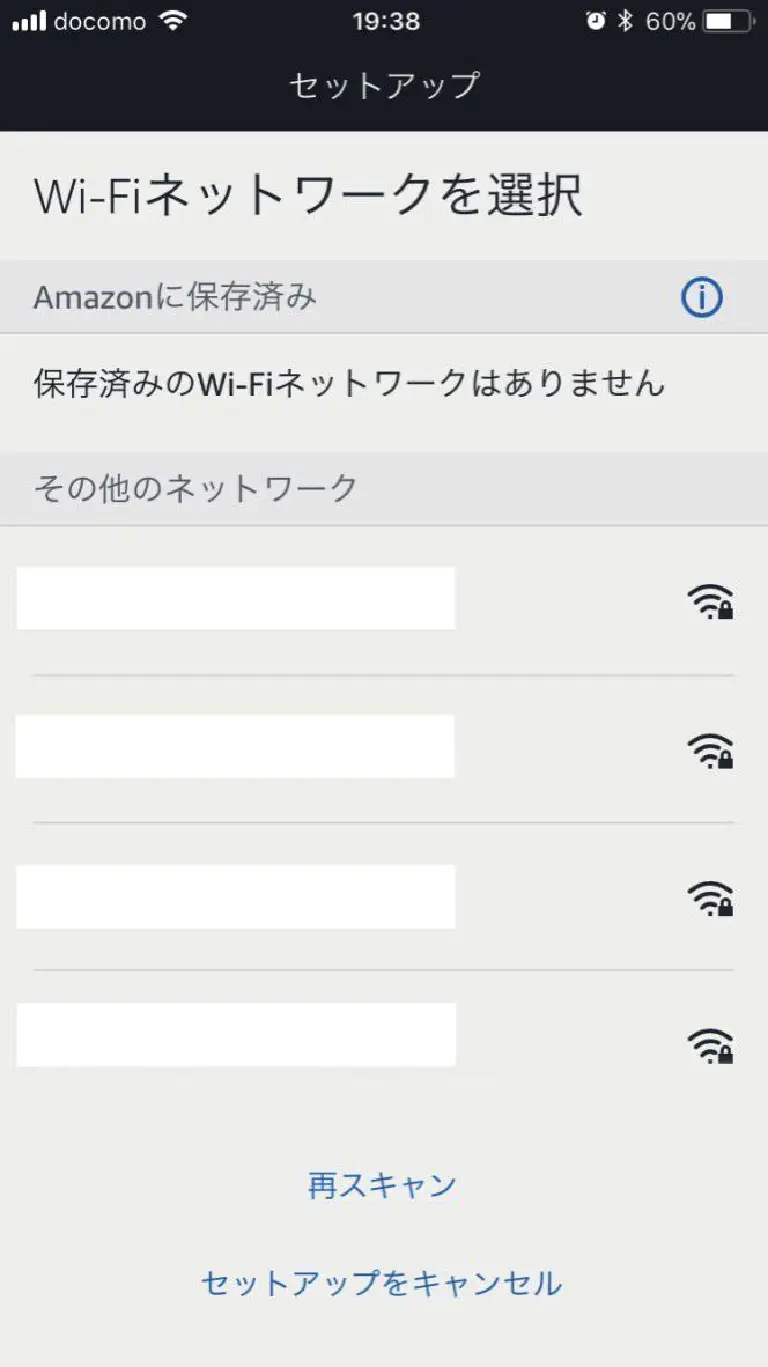 docomo 19:38 60%
セットアップ
Wi-Fiネットワークを選択
Amazonに保存済み
保存済みのWi-Fiネットワークはありません
その他のネットワーク
再スキャン
セットアップをキャンセル